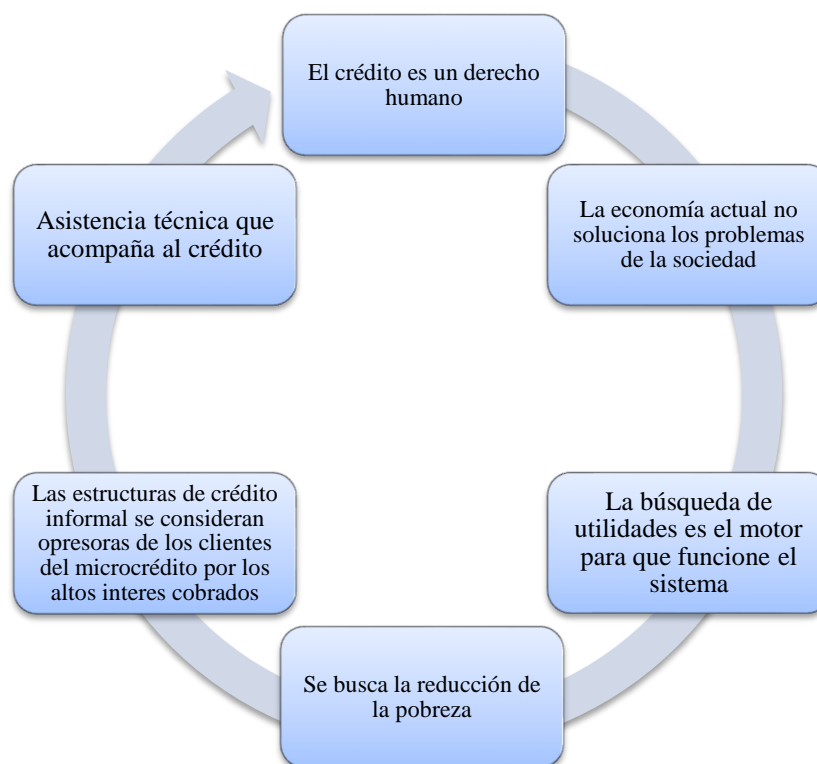 El crédito es un derecho
humano
La economía actual no
soluciona los problemas
de la sociedad
La búsqueda de
utilidades es el motor
para que funcione el
sistema
Se busca la reducción de
la pobreza
Las estructuras de crédito
informal se consideran
opresoras de los clientes
del microcrédito por los
altos interes cobrados
Asistencia técnica que
acompaña al crédito